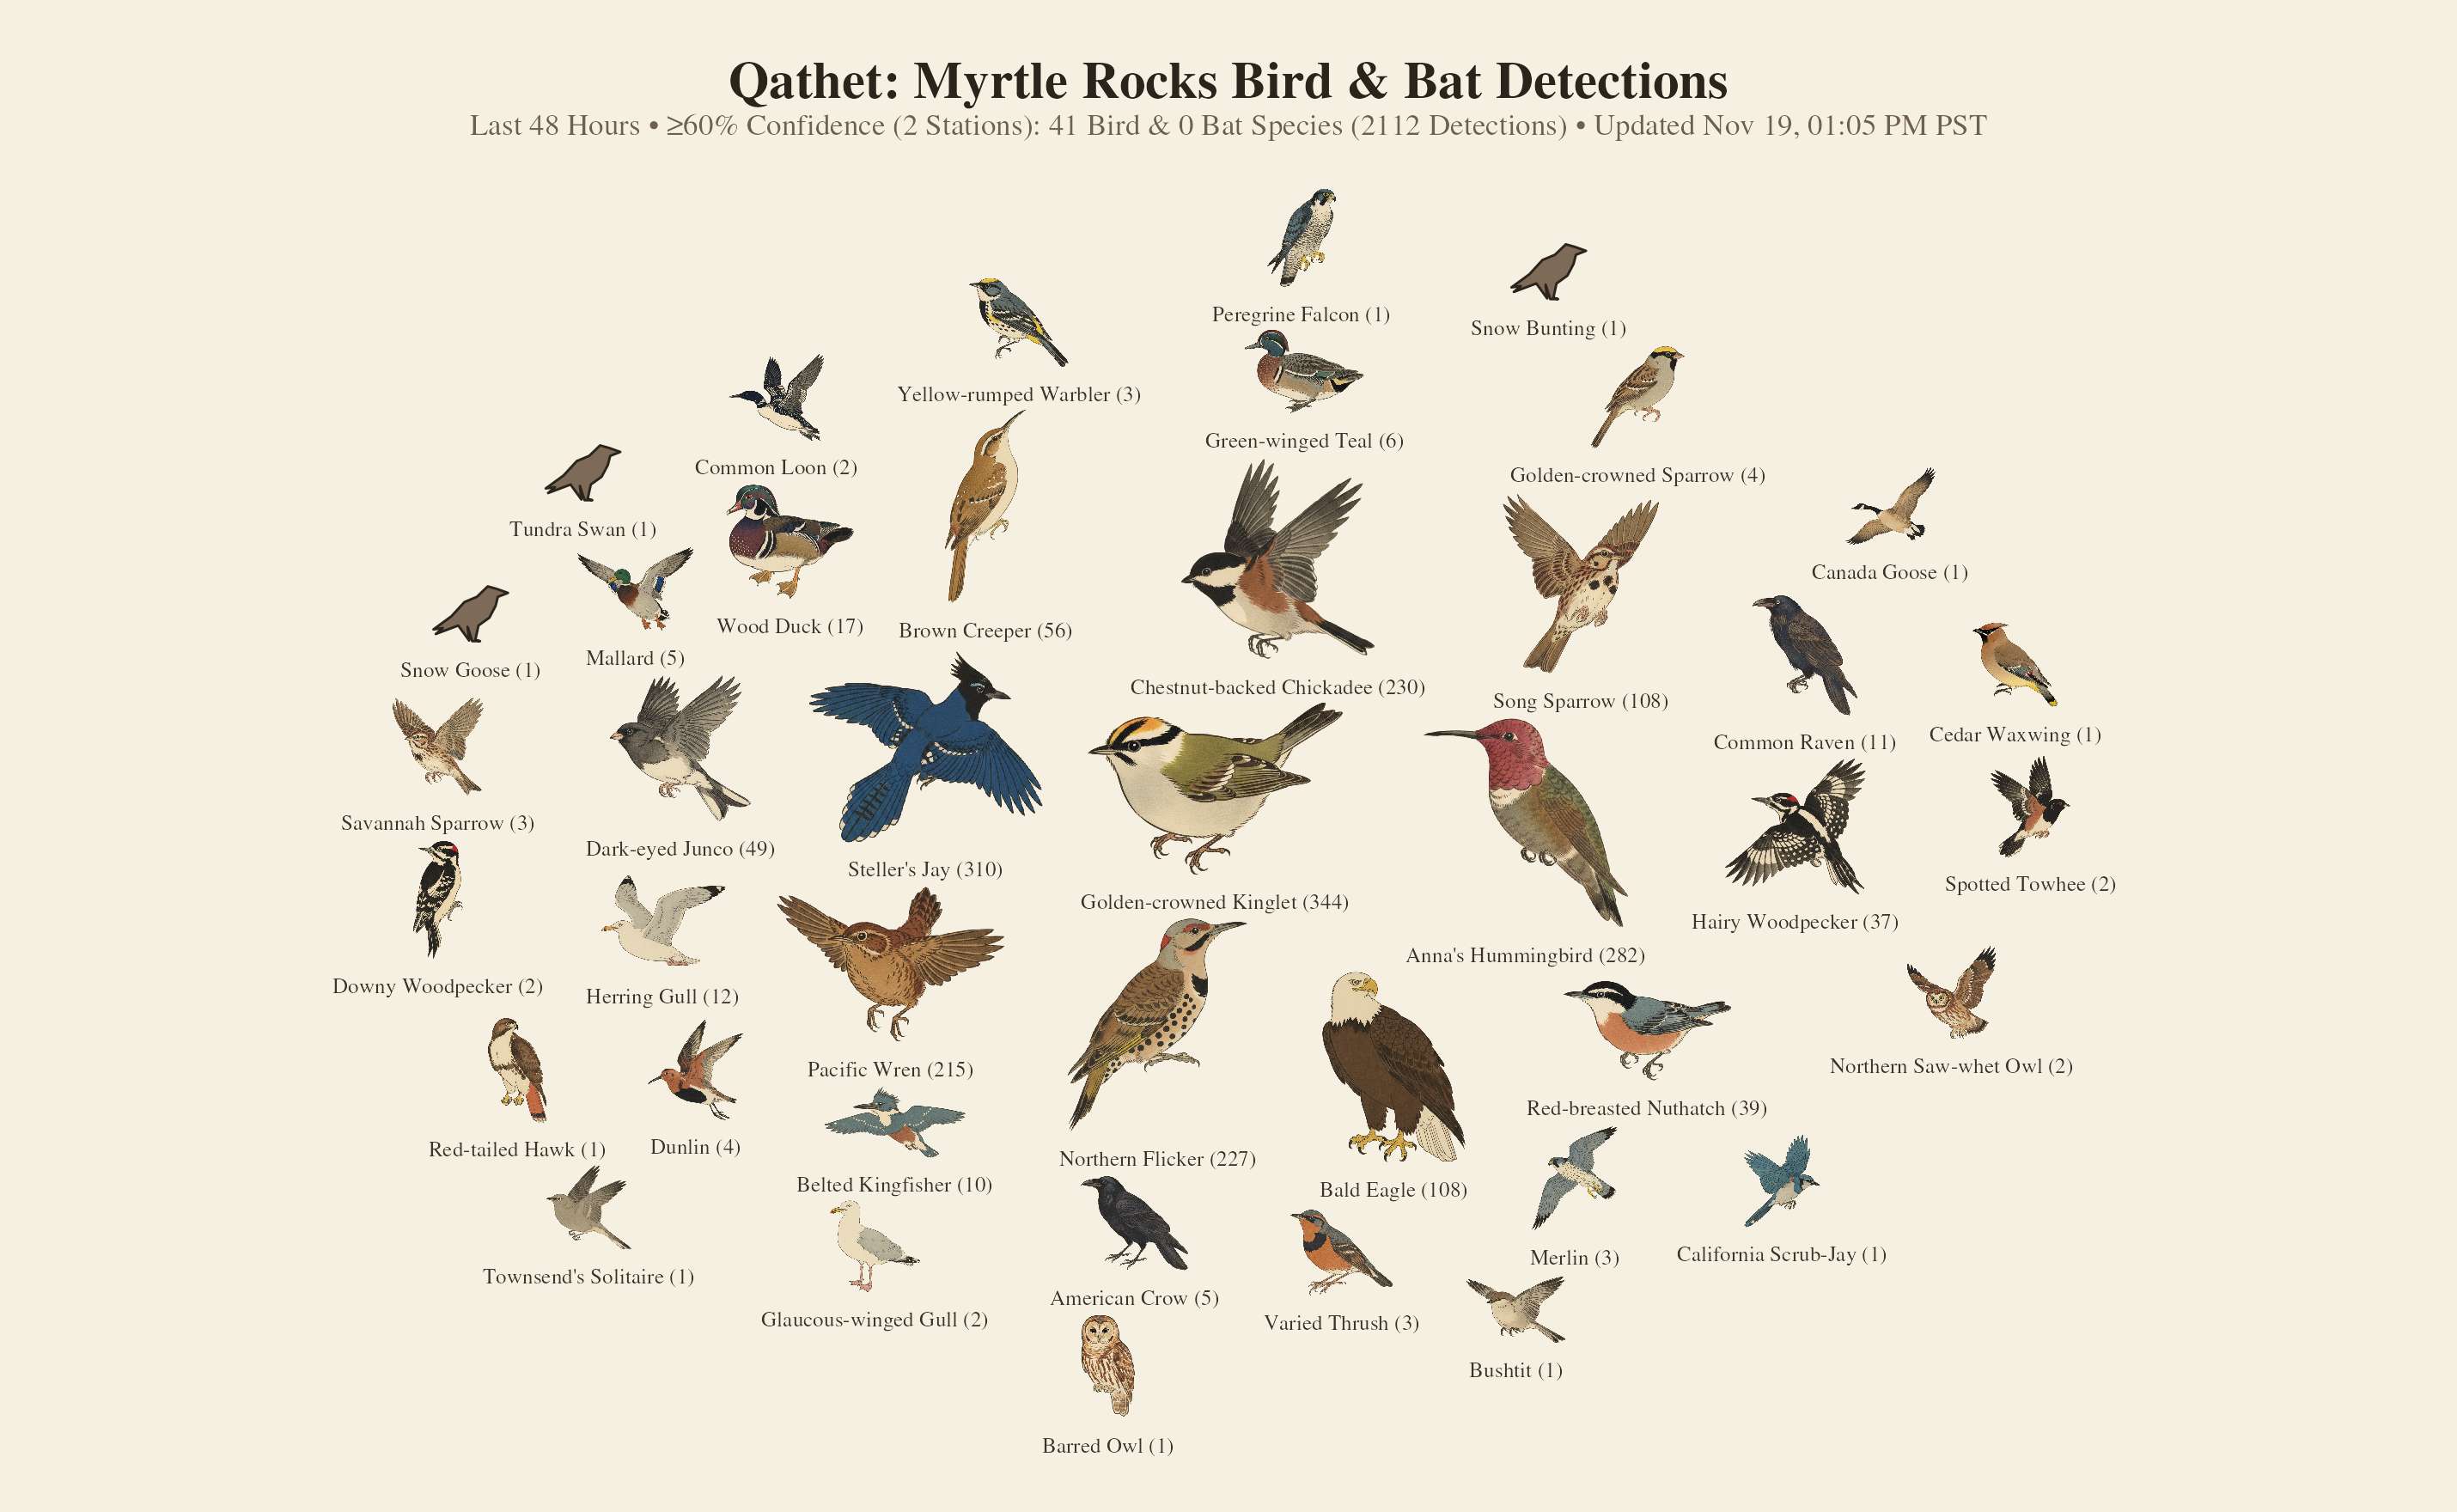 Qathet: Myrtle Rocks Bird & Bat Detections
Last 48 Hours • ≥60% Confidence (2 Stations): 41 Bird & 0 Bat Species (2112 Detections) • Updated Nov 19, 01:05 PM PST
Peregrine Falcon (1)
Snow Bunting (1)
Yellow-rumped Warbler (3)
Green-winged Teal (6)
Common Loon (2)
Golden-crowned Sparrow (4)
Tundra Swan (1)
Canada Goose (1)
Wood Duck (17)
Brown Creeper (56)
Mallard (5)
Snow Goose (1)
Chestnut-backed Chickadee (230)
Song Sparrow (108)
Common Raven (11)
Cedar Waxwing (1)
Savannah Sparrow (3)
Dark-eyed Junco (49)
Steller's Jay (310)
Golden-crowned Kinglet (344)
Spotted Towhee (2)
Hairy Woodpecker (37)
Anna's Hummingbird (282)
Downy Woodpecker (2)
Herring Gull (12)
Pacific Wren (215)
Northern Saw-whet Owl (2)
Red-breasted Nuthatch (39)
Red-tailed Hawk (1)
Dunlin (4)
Northern Flicker (227)
Belted Kingfisher (10)
Bald Eagle (108)
Merlin (3)
California Scrub-Jay (1)
Townsend's Solitaire (1)
American Crow (5)
Glaucous-winged Gull (2)
Varied Thrush (3)
Bushtit (1)
Barred Owl (1)